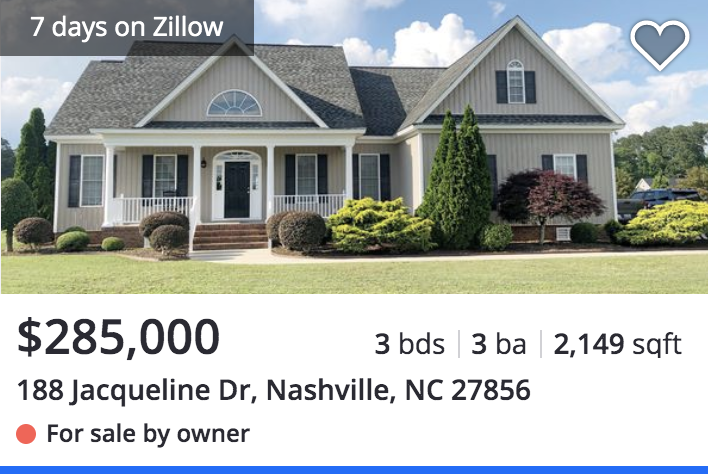 7 days on Zillow
$285,000
3 bds | 3 ba | 2,149 sqft
188 Jacqueline Dr, Nashville, NC 27856
For sale by owner